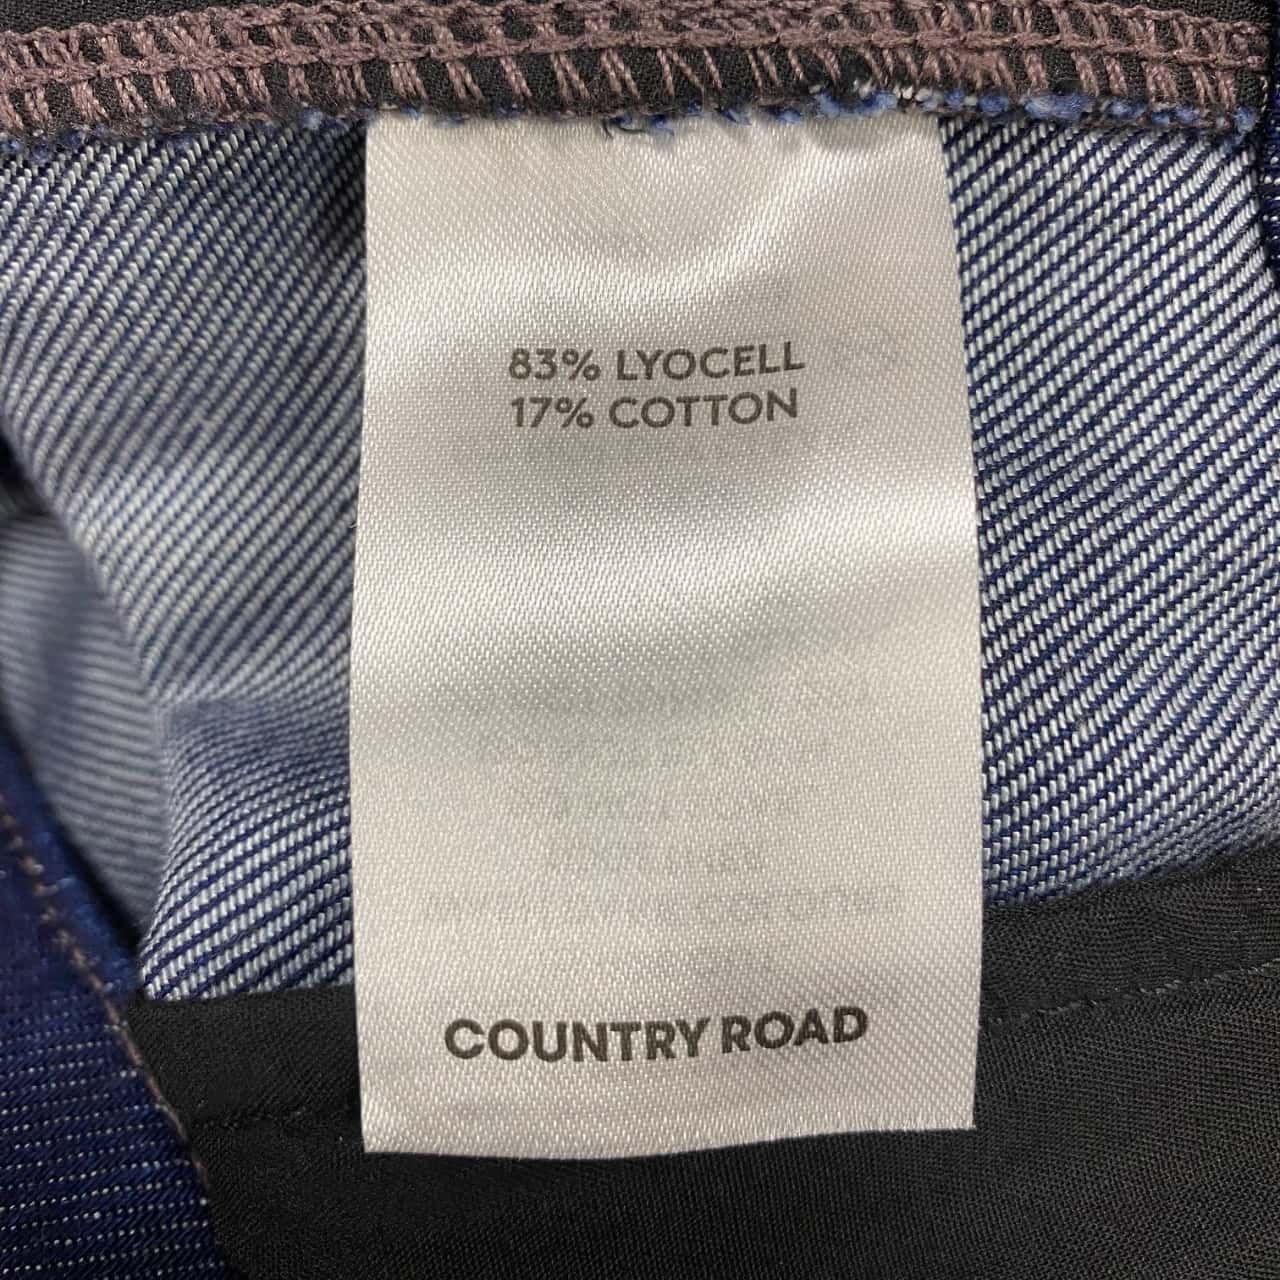 83% LYOCELL
17% COTTON
COUNTRY ROAD